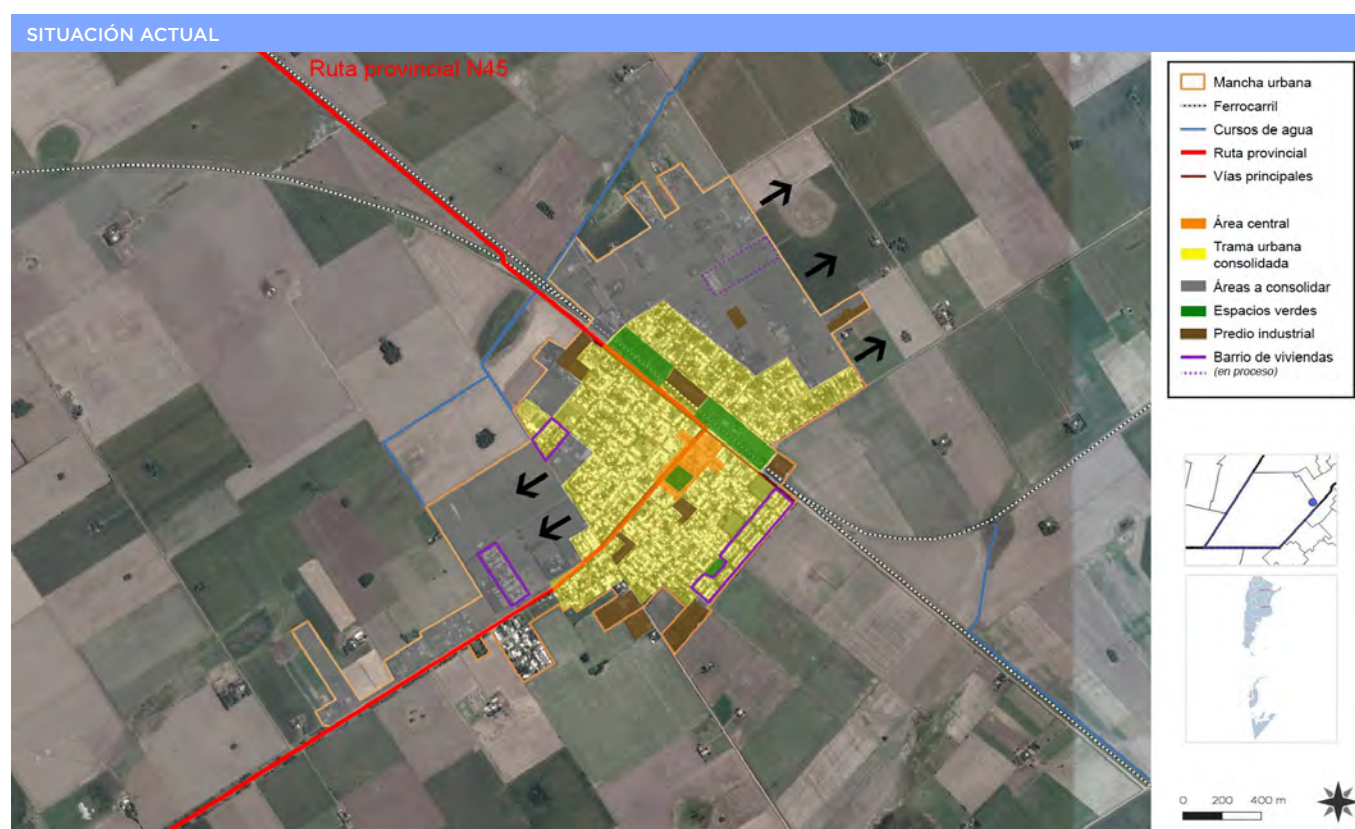 SITUACIÓN ACTUAL
Ruta provincial N45
Mancha urbana
Ferrocarril
Cursos de agua
Ruta provincial
Vías principales
Área central
Trama urbana
consolidada
Áreas a consolidar
Espacios verdes
Predio industrial
Barrio de viviendas
(en proceso)
0 200 400 m